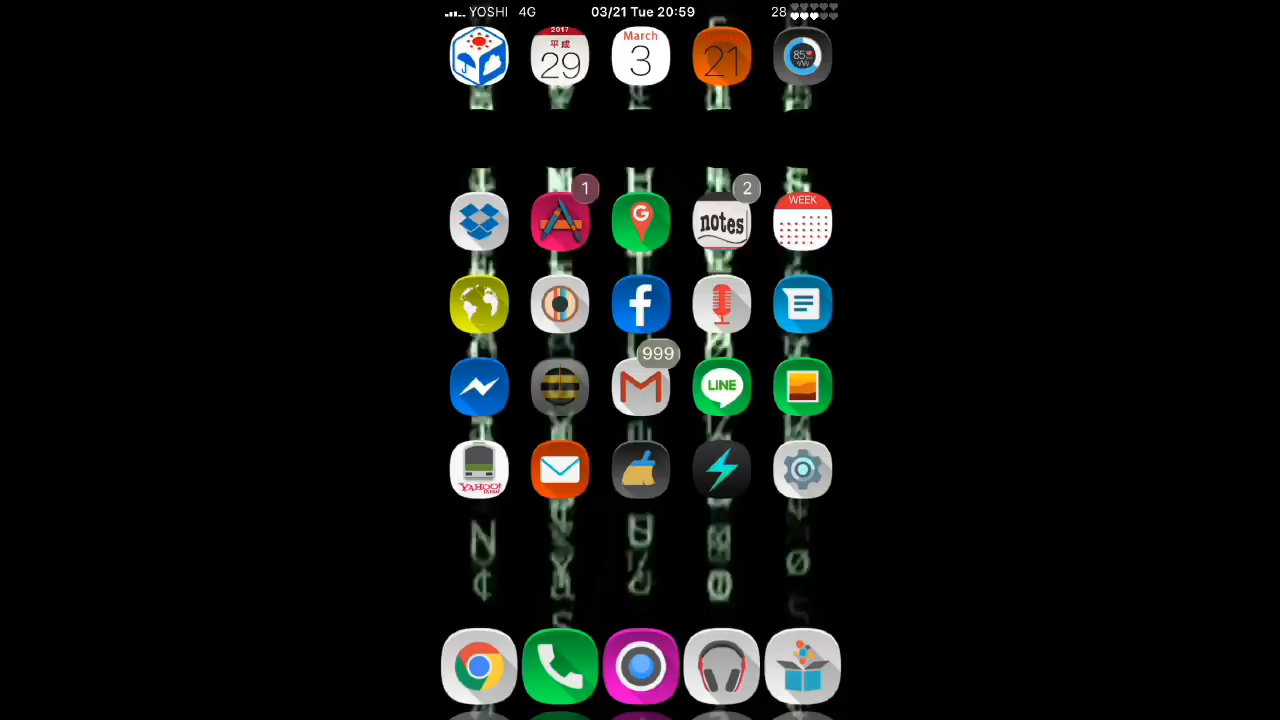 YOSHI 4G 03/21 Tue 20:59 28
2017
平成
29
March
3
21
85
1
G
2
notes
WEEK
999
LINE
YAHOO!
JAPAN